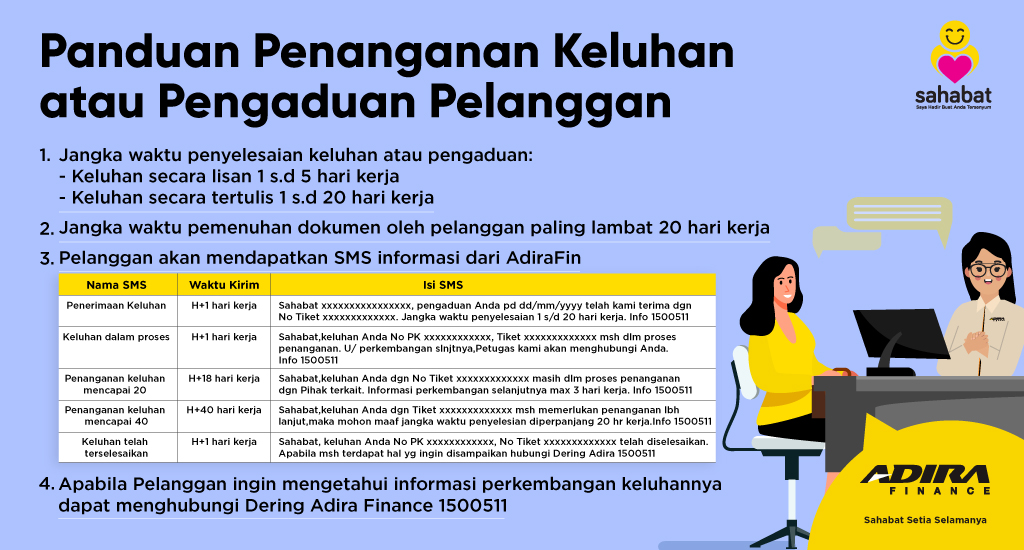 Panduan Penanganan Keluhan
atau Pengaduan Pelanggan
sahabat
Saya Hadir Buat Anda Tersenyum
1. Jangka waktu penyelesaian keluhan atau pengaduan:
- Keluhan secara lisan 1 s.d 5 hari kerja
- Keluhan secara tertulis 1 s.d 20 hari kerja
2. Jangka waktu pemenuhan dokumen oleh pelanggan paling lambat 20 hari kerja
3. Pelanggan akan mendapatkan SMS informasi dari AdiraFin
Nama SMS Waktu Kirim Isi SMS
Penerimaan Keluhan H+1 hari kerja Sahabat xxxxxxxxxxxxxxxx, pengaduan Anda pd dd/mm/yyyy telah kami terima dgn
No Tiket xxxxxxxxxxxxx. Jangka waktu penyelesaian 1 s/d 20 hari kerja. Info 1500511
Keluhan dalam proses H+1 hari kerja Sahabat,keluhan Anda No PK xxxxxxxxxxxx, Tiket xxxxxxxxxxxxx msh dlm proses
penanganan. U/ perkembangan slnjtnya,Petugas kami akan menghubungi Anda.
Info 1500511
Penanganan keluhan H+18 hari kerja Sahabat,keluhan Anda dgn No Tiket xxxxxxxxxxxxx masih dlm proses penanganan
mencapai 20 dgn Pihak terkait. Informasi perkembangan selanjutnya max 3 hari kerja. Info 1500511
Penanganan keluhan H+40 hari kerja Sahabat,keluhan Anda dgn Tiket xxxxxxxxxxxxx msh memerlukan penanganan lbh
mencapai 40 lanjut,maka mohon maaf jangka waktu penyelesian diperpanjang 20 hr kerja.Info 1500511
Keluhan telah H+1 hari kerja Sahabat, keluhan Anda No PK xxxxxxxxxxxx, No Tiket xxxxxxxxxxxxx telah diselesaikan.
terselesaikan Apabila msh terdapat hal yg ingin disampaikan hubungi Dering Adira 1500511
4. Apabila Pelanggan ingin mengetahui informasi perkembangan keluhannya
dapat menghubungi Dering Adira Finance 1500511
ADIRA
FINANCE
Sahabat Setia Selamanya